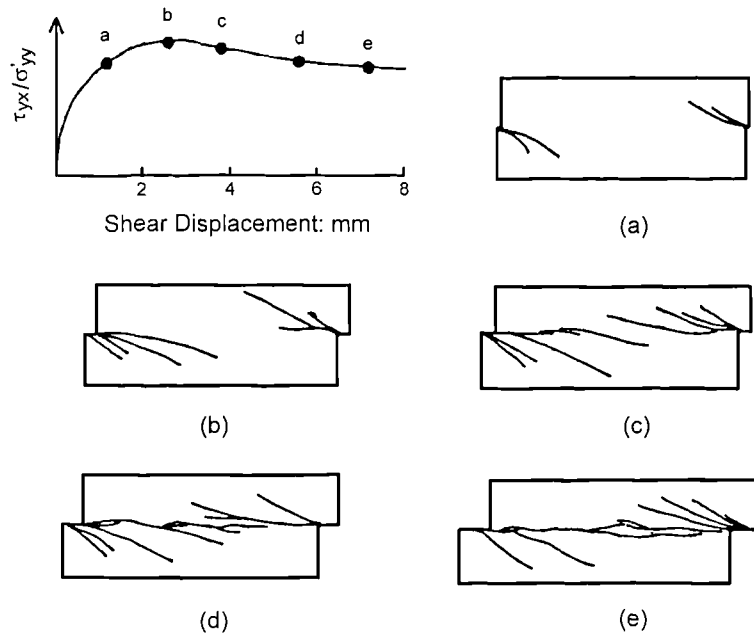 a
b
c
d
e
τyx/σ'yy
2
4
6
8
Shear Displacement: mm
(a)
(b)
(c)
(d)
(e)